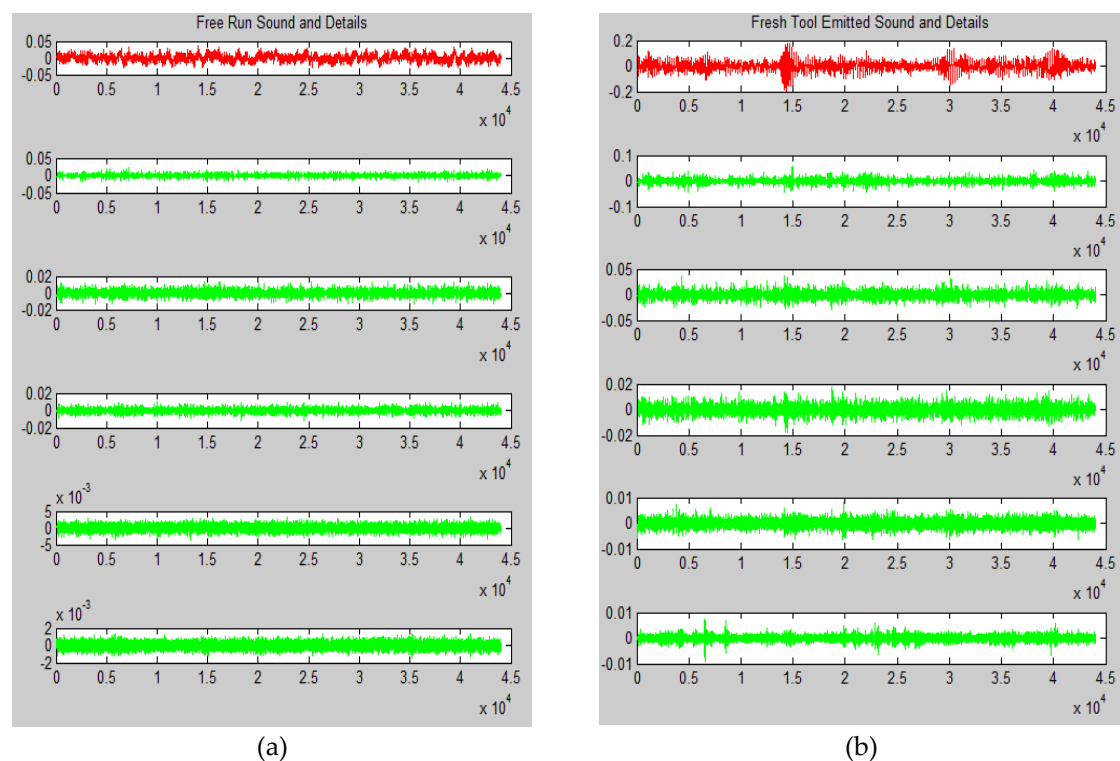 Free Run Sound and Details
0.05
0
-0.05
0 0.5 1 1.5 2 2.5 3 3.5 4 4.5
x 10^4
0.05
0
-0.05
0 0.5 1 1.5 2 2.5 3 3.5 4 4.5
x 10^4
0.02
0
-0.02
0 0.5 1 1.5 2 2.5 3 3.5 4 4.5
x 10^4
0.02
0
-0.02
0 0.5 1 1.5 2 2.5 3 3.5 4 4.5
x 10^4
x 10^-3
5
0
-5
0 0.5 1 1.5 2 2.5 3 3.5 4 4.5
x 10^4
x 10^-3
2
0
-2
0 0.5 1 1.5 2 2.5 3 3.5 4 4.5
x 10^4
(a)
Fresh Tool Emitted Sound and Details
0.2
0
-0.2
0 0.5 1 1.5 2 2.5 3 3.5 4 4.5
x 10^4
0.1
0
-0.1
0 0.5 1 1.5 2 2.5 3 3.5 4 4.5
x 10^4
0.05
0
-0.05
0 0.5 1 1.5 2 2.5 3 3.5 4 4.5
x 10^4
0.02
0
-0.02
0 0.5 1 1.5 2 2.5 3 3.5 4 4.5
x 10^4
0.01
0
-0.01
0 0.5 1 1.5 2 2.5 3 3.5 4 4.5
x 10^4
0.01
0
-0.01
0 0.5 1 1.5 2 2.5 3 3.5 4 4.5
x 10^4
(b)